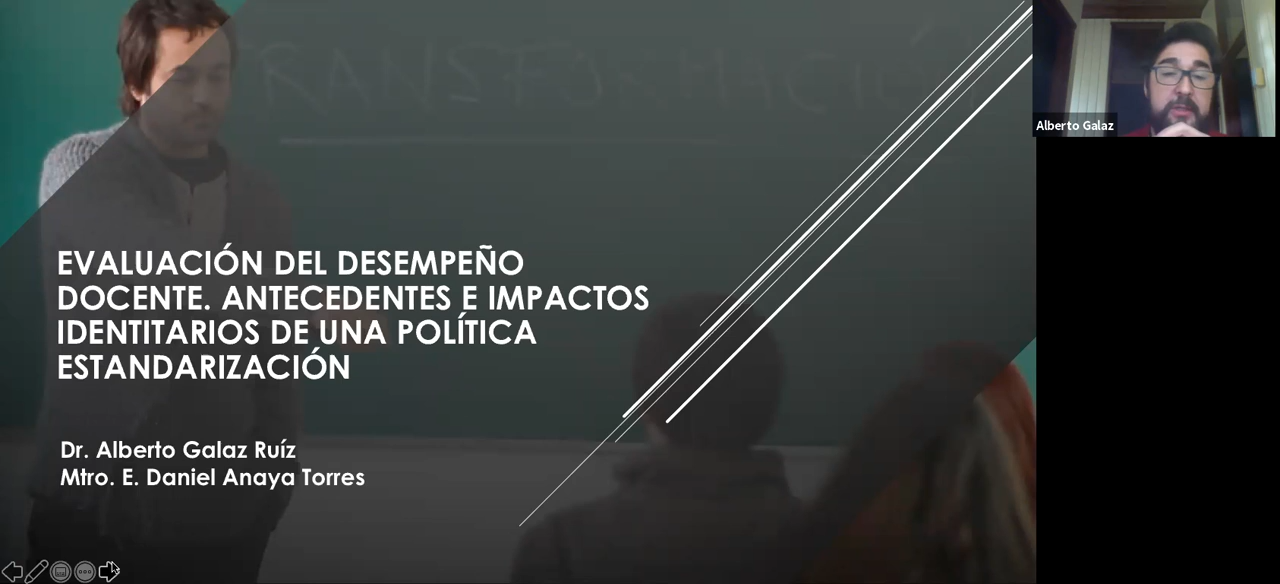 TRANSFORMACIÓN
EVALUACIÓN DEL DESEMPEÑO
DOCENTE. ANTECEDENTES E IMPACTOS
IDENTITARIOS DE UNA POLÍTICA
ESTANDARIZACIÓN
Dr. Alberto Galaz Ruíz
Mtro. E. Daniel Anaya Torres
Alberto Galaz